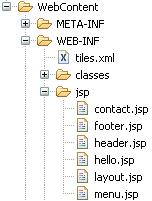 WebContent
META-INF
WEB-INF
tiles.xml
classes
jsp
contact.jsp
footer.jsp
header.jsp
hello.jsp
layout.jsp
menu.jsp